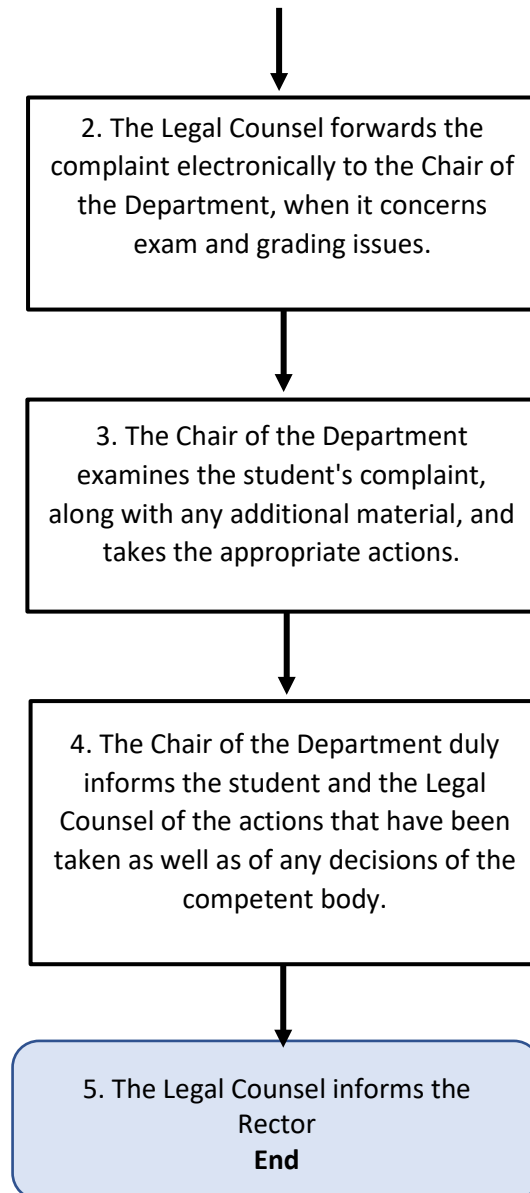 2. The Legal Counsel forwards the
complaint electronically to the Chair of
the Department, when it concerns
exam and grading issues.
3. The Chair of the Department
examines the student's complaint,
along with any additional material, and
takes the appropriate actions.
4. The Chair of the Department duly
informs the student and the Legal
Counsel of the actions that have been
taken as well as of any decisions of the
competent body.
5. The Legal Counsel informs the
Rector
End